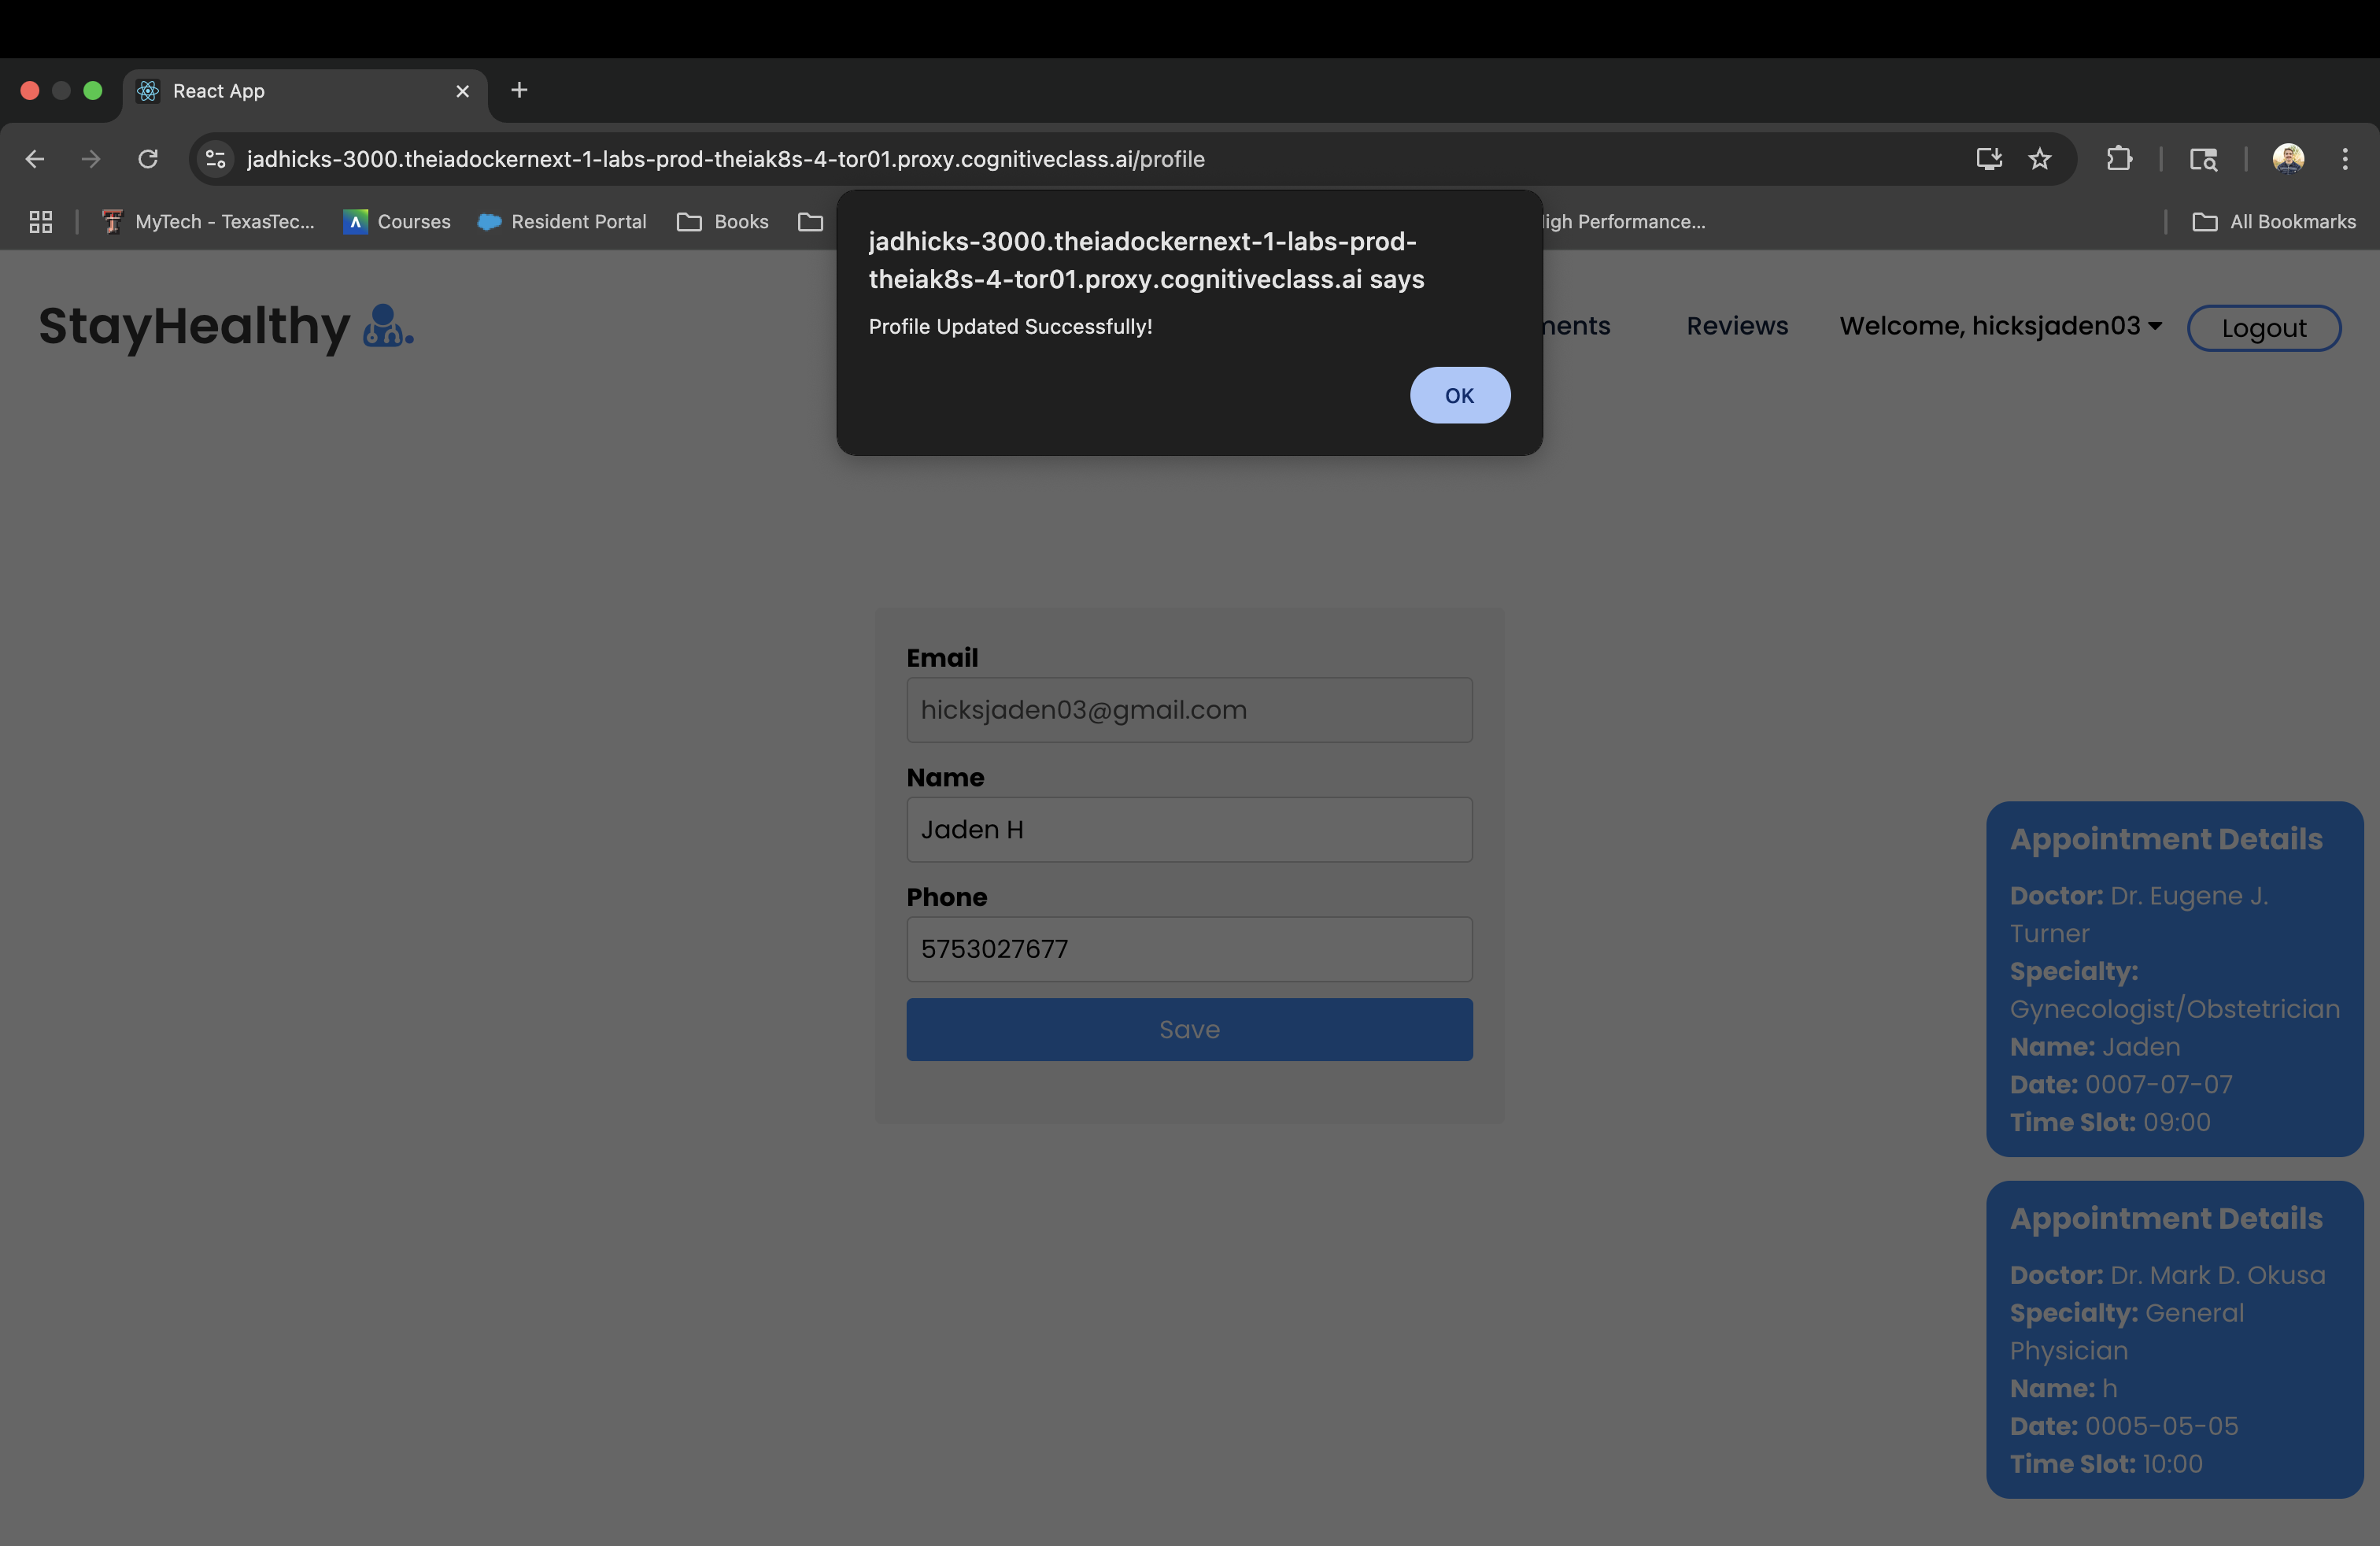 React App
jadhicks-3000.theiadockernext-1-labs-prod-theiak8s-4-tor01.proxy.cognitiveclass.ai/profile
MyTech - TexasTec...
Courses
Resident Portal
Books
High Performance...
All Bookmarks
jadhicks-3000.theiadockernext-1-labs-prod-
theiak8s-4-tor01.proxy.cognitiveclass.ai says
Profile Updated Successfully!
OK
StayHealthy
Reviews
Welcome, hicksjaden03
Logout
Email
hicksjaden03@gmail.com
Name
Jaden H
Phone
5753027677
Save
Appointment Details
Doctor: Dr. Eugene J.
Turner
Specialty:
Gynecologist/Obstetrician
Name: Jaden
Date: 0007-07-07
Time Slot: 09:00
Appointment Details
Doctor: Dr. Mark D. Okusa
Specialty: General
Physician
Name: h
Date: 0005-05-05
Time Slot: 10:00